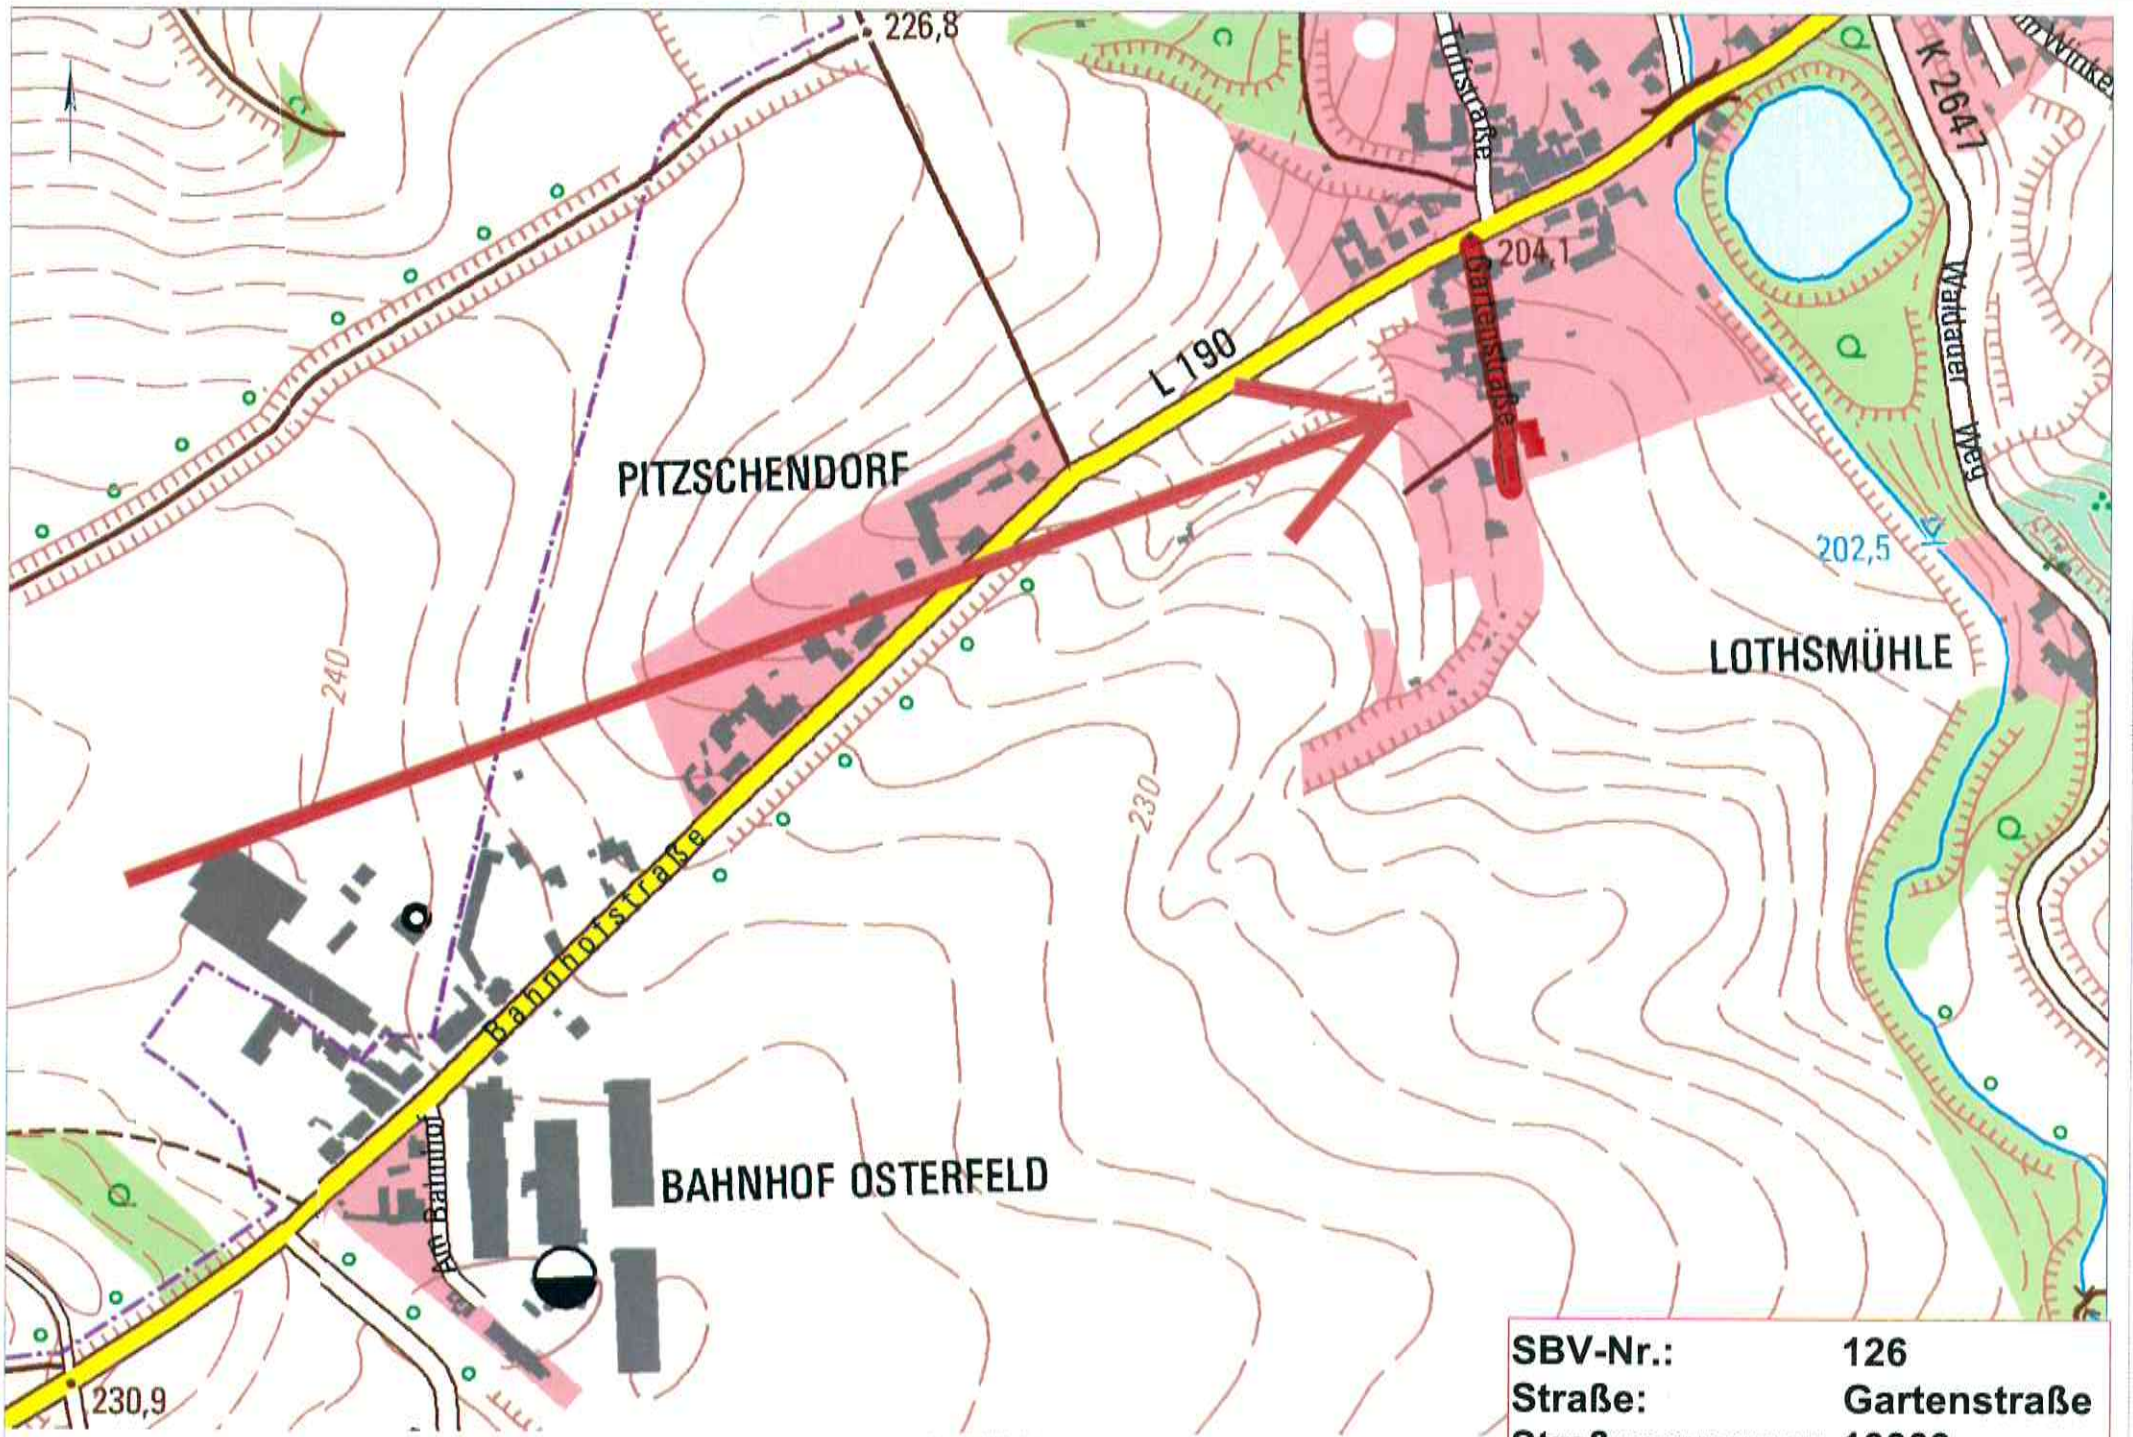 226,8
K 2647
204,1
Gartenstraße
L 190
Waldauer Weg
PITZSCHENDORF
202,5
LOTHSMÜHLE
240
230
Bahnhofstraße
Am Bahnhof
BAHNHOF OSTERFELD
230,9
SBV-Nr.: 126
Straße: Gartenstraße